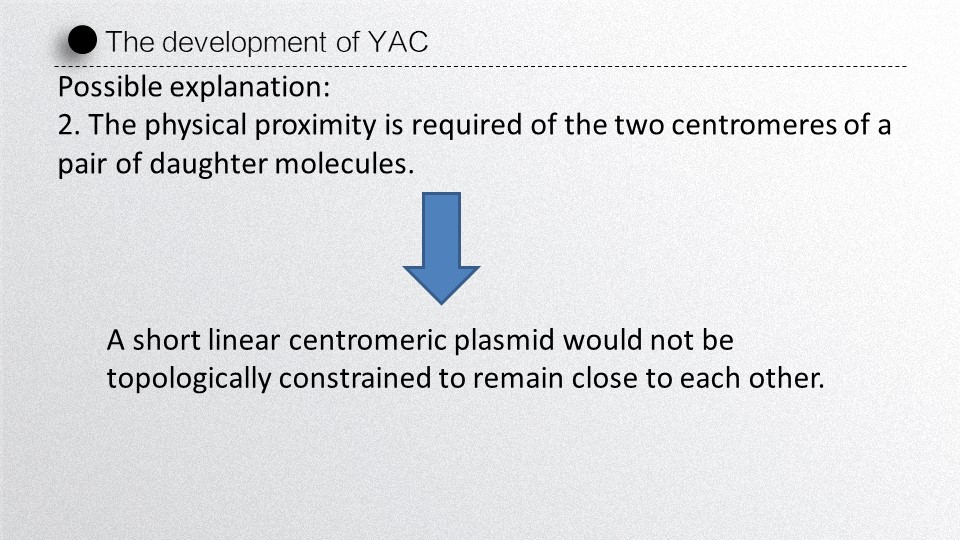 The development of YAC
Possible explanation:
2. The physical proximity is required of the two centromeres of a
pair of daughter molecules.
A short linear centromeric plasmid would not be
topologically constrained to remain close to each other.